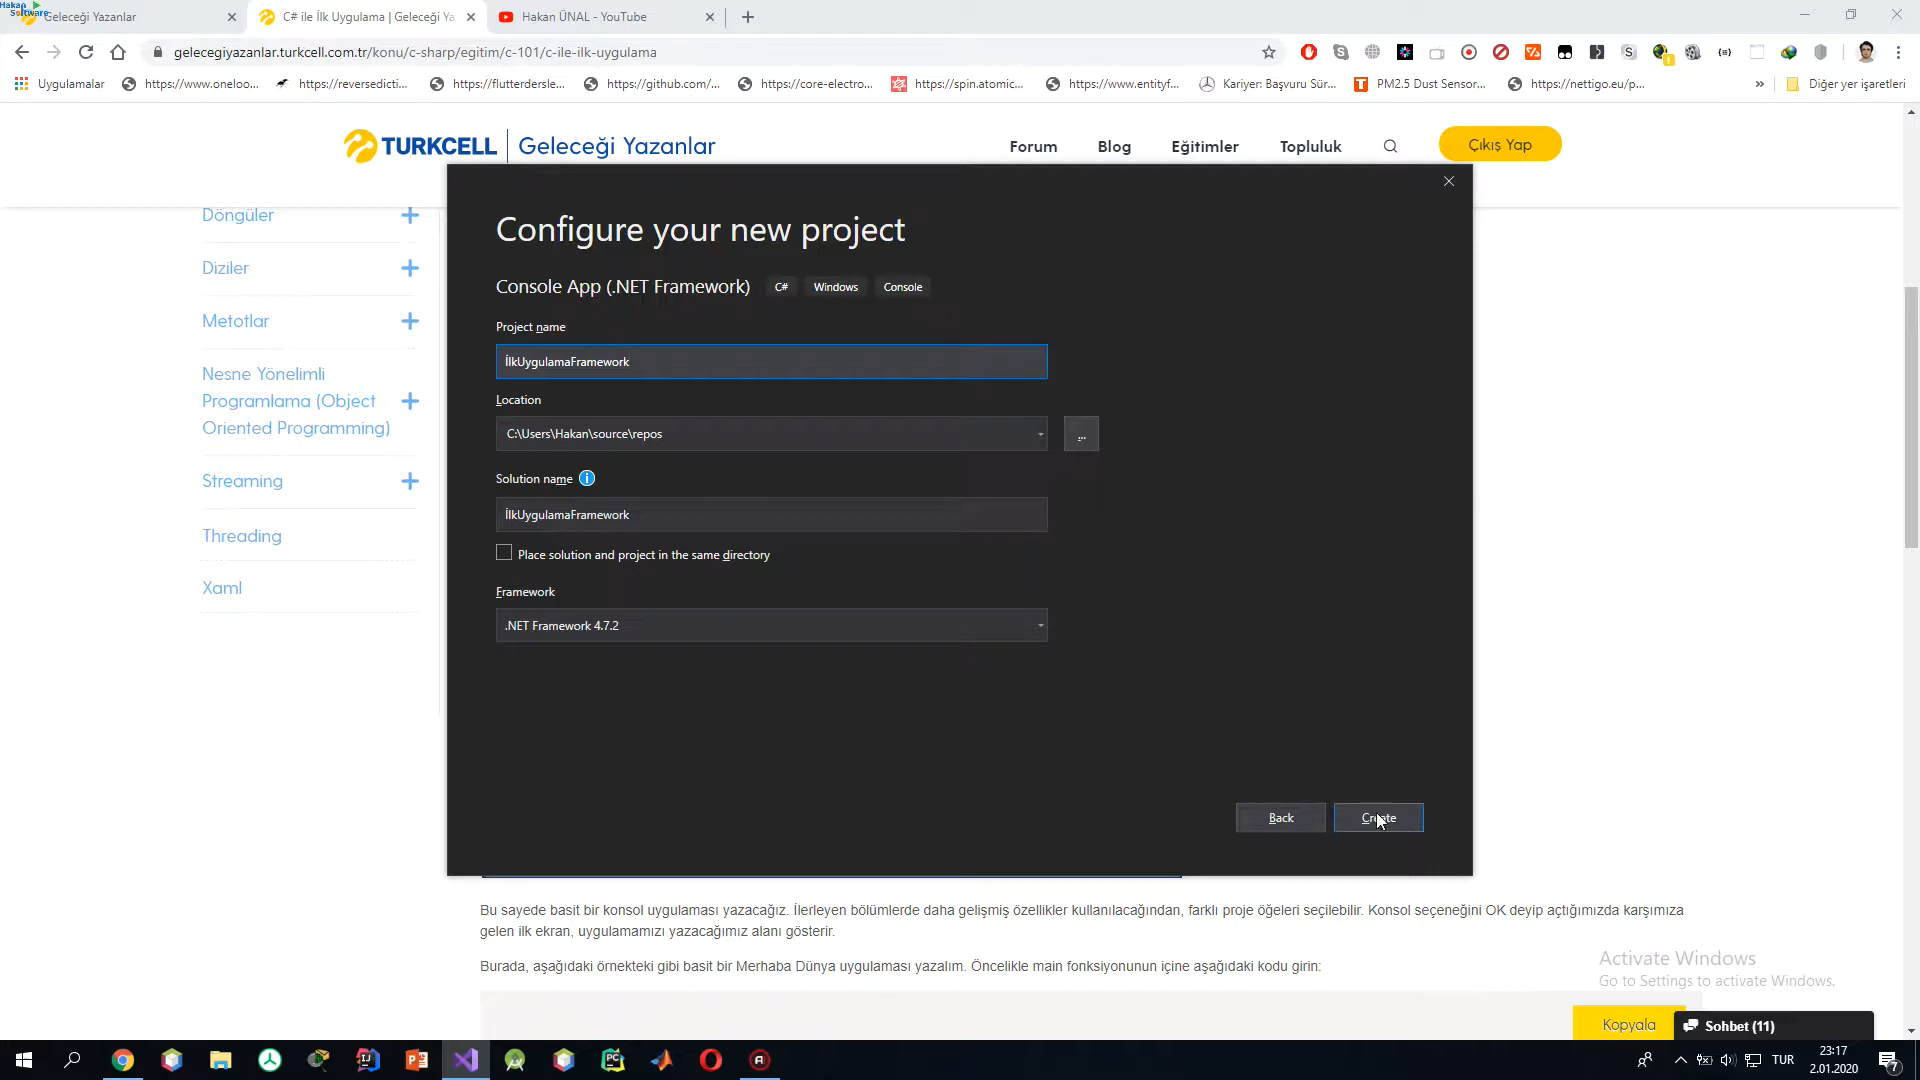 Hakan
Software
Geleceği Yazanlar
C# ile İlk Uygulama | Geleceği Ya
Hakan ÜNAL - YouTube
gelecegiyazanlar.turkcell.com.tr/konu/c-sharp/egitim/c-101/c-ile-ilk-uygulama
Uygulamalar
https://www.oneloo...
https://reversedicti...
https://flutterdersle...
https://github.com/...
https://core-electro...
https://spin.atomic...
https://www.entityf...
Kariyer: Başvuru Sür...
PM2.5 Dust Sensor...
https://nettigo.eu/p...
»
Diğer yer işaretleri
TURKCELL
Geleceği Yazanlar
Forum
Blog
Eğitimler
Topluluk
Çıkış Yap
Döngüler
Diziler
Metotlar
Nesne Yönelimli
Programlama (Object
Oriented Programming)
Streaming
Threading
Xaml
Configure your new project
Console App (.NET Framework)
C#
Windows
Console
Project name
İlkUygulamaFramework
Location
C:\Users\Hakan\source\repos
...
Solution name
İlkUygulamaFramework
Place solution and project in the same directory
Framework
.NET Framework 4.7.2
Back
Create
Bu sayede basit bir konsol uygulaması yazacağız. İlerleyen bölümlerde daha gelişmiş özellikler kullanılacağından, farklı proje öğeleri seçilebilir. Konsol seçeneğini OK deyip açtığımızda karşımıza
gelen ilk ekran, uygulamamızı yazacağımız alanı gösterir.
Burada, aşağıdaki örnekteki gibi basit bir Merhaba Dünya uygulaması yazalım. Öncelikle main fonksiyonunun içine aşağıdaki kodu girin:
Activate Windows
Go to Settings to activate Windows.
Kopyala
Sohbet (11)
TUR
23:17
2.01.2020
7